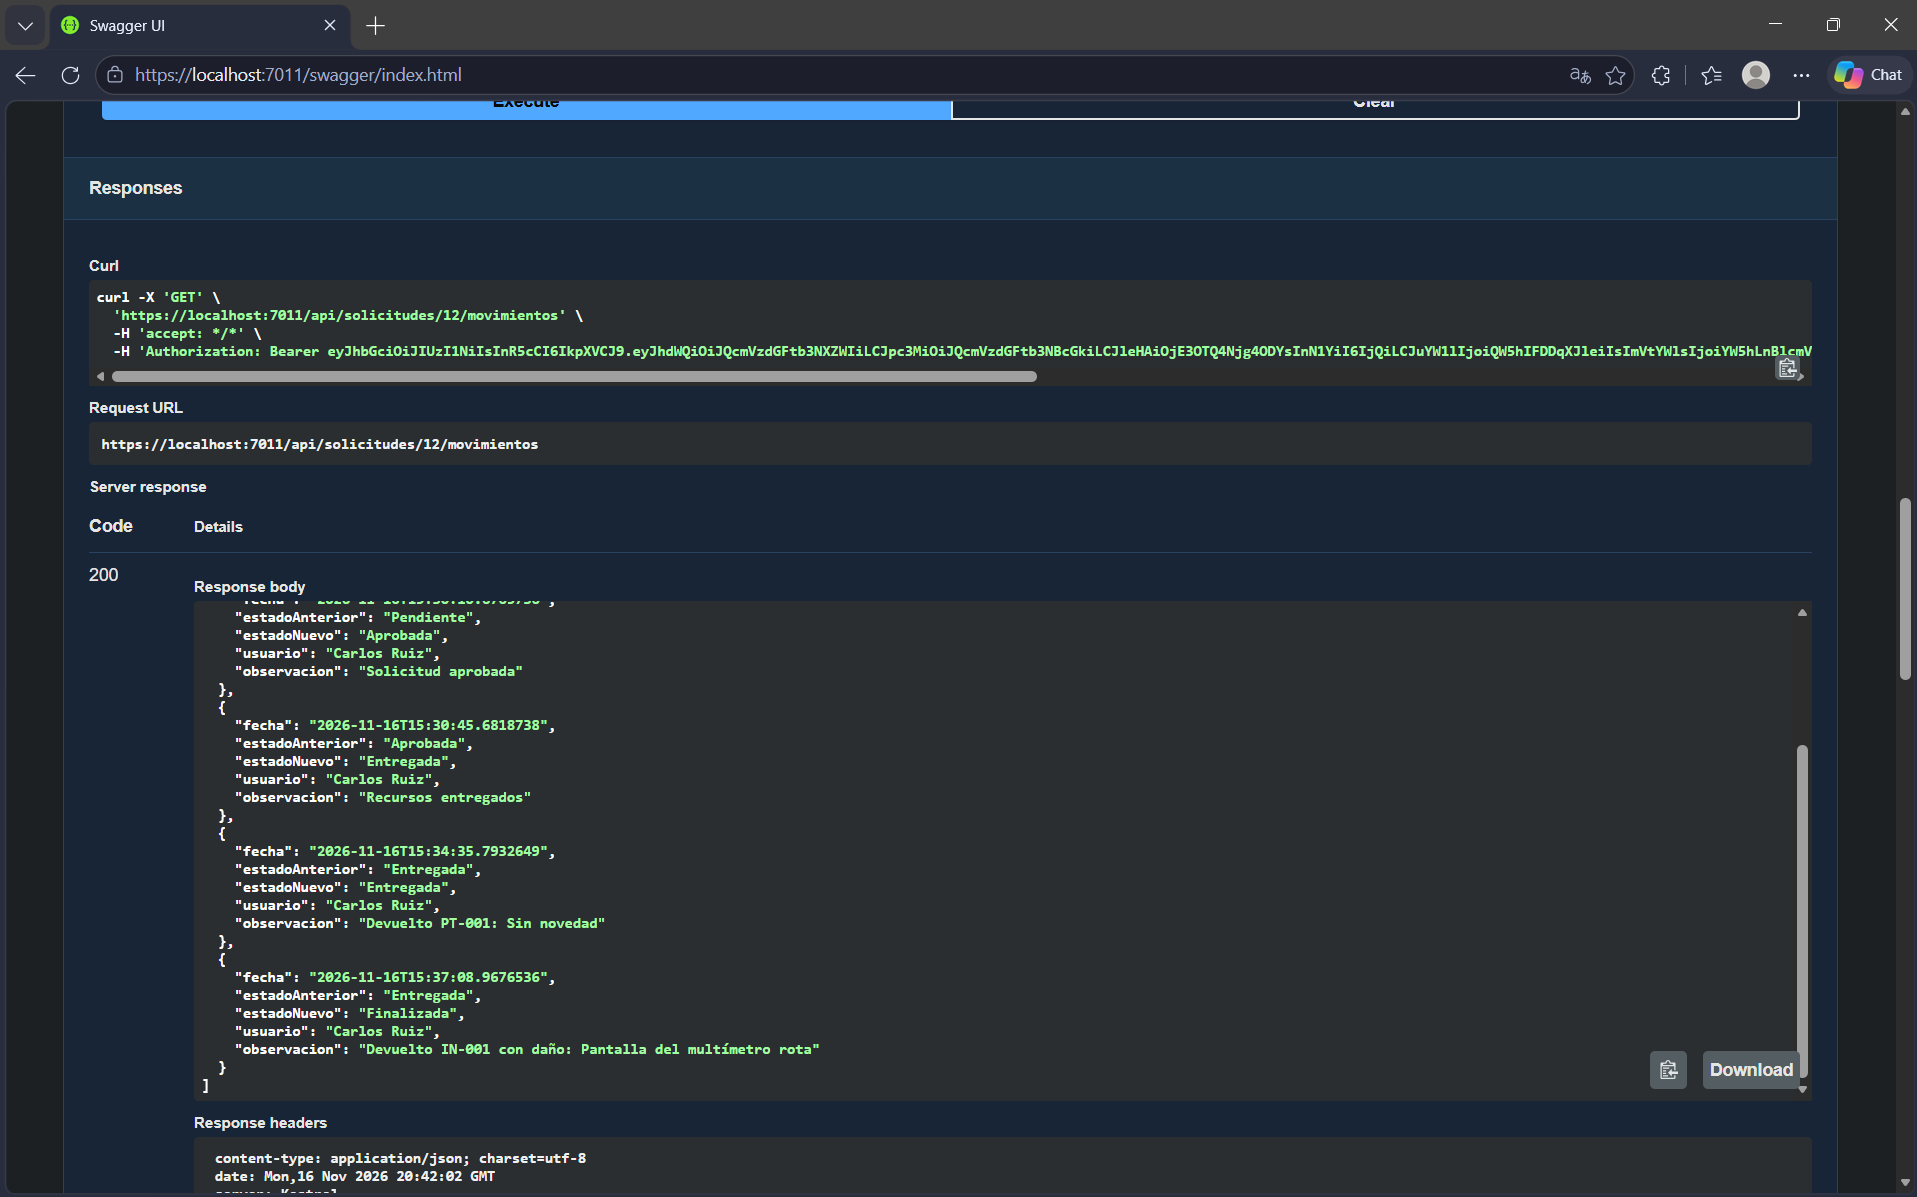 Swagger UI
https://localhost:7011/swagger/index.html
Chat
Execute
Clear
Responses
Curl
curl -X 'GET' \
'https://localhost:7011/api/solicitudes/12/movimientos' \
-H 'accept: */*' \
-H 'Authorization: Bearer eyJhbGciOiJIUzI1NiIsInR5cCI6IkpXVCJ9.eyJhdWQiOiJQcmVzdGFtb3NXZWIiLCJpc3MiOiJQcmVzdGFtb3NBcGkiLCJleHAiOjE3OTQ4Njg4ODYsInN1YiI6IjQiLCJuYW1lIjoiQW5hIFDDqXJleiIsImVtYWlsIjoiYW5hLnBlcmV
Request URL
https://localhost:7011/api/solicitudes/12/movimientos
Server response
Code
Details
200
Response body
"estadoAnterior": "Pendiente",
"estadoNuevo": "Aprobada",
"usuario": "Carlos Ruiz",
"observacion": "Solicitud aprobada"
},
{
"fecha": "2026-11-16T15:30:45.6818738",
"estadoAnterior": "Aprobada",
"estadoNuevo": "Entregada",
"usuario": "Carlos Ruiz",
"observacion": "Recursos entregados"
},
{
"fecha": "2026-11-16T15:34:35.7932649",
"estadoAnterior": "Entregada",
"estadoNuevo": "Entregada",
"usuario": "Carlos Ruiz",
"observacion": "Devuelto PT-001: Sin novedad"
},
{
"fecha": "2026-11-16T15:37:08.9676536",
"estadoAnterior": "Entregada",
"estadoNuevo": "Finalizada",
"usuario": "Carlos Ruiz",
"observacion": "Devuelto IN-001 con daño: Pantalla del multímetro rota"
}
]
Download
Response headers
content-type: application/json; charset=utf-8
date: Mon,16 Nov 2026 20:42:02 GMT